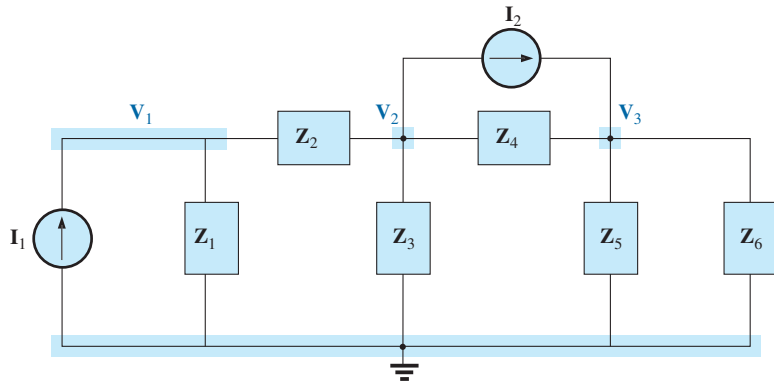 I₂
V₁
V₂
V₃
Z₂
Z₄
I₁
Z₁
Z₃
Z₅
Z₆